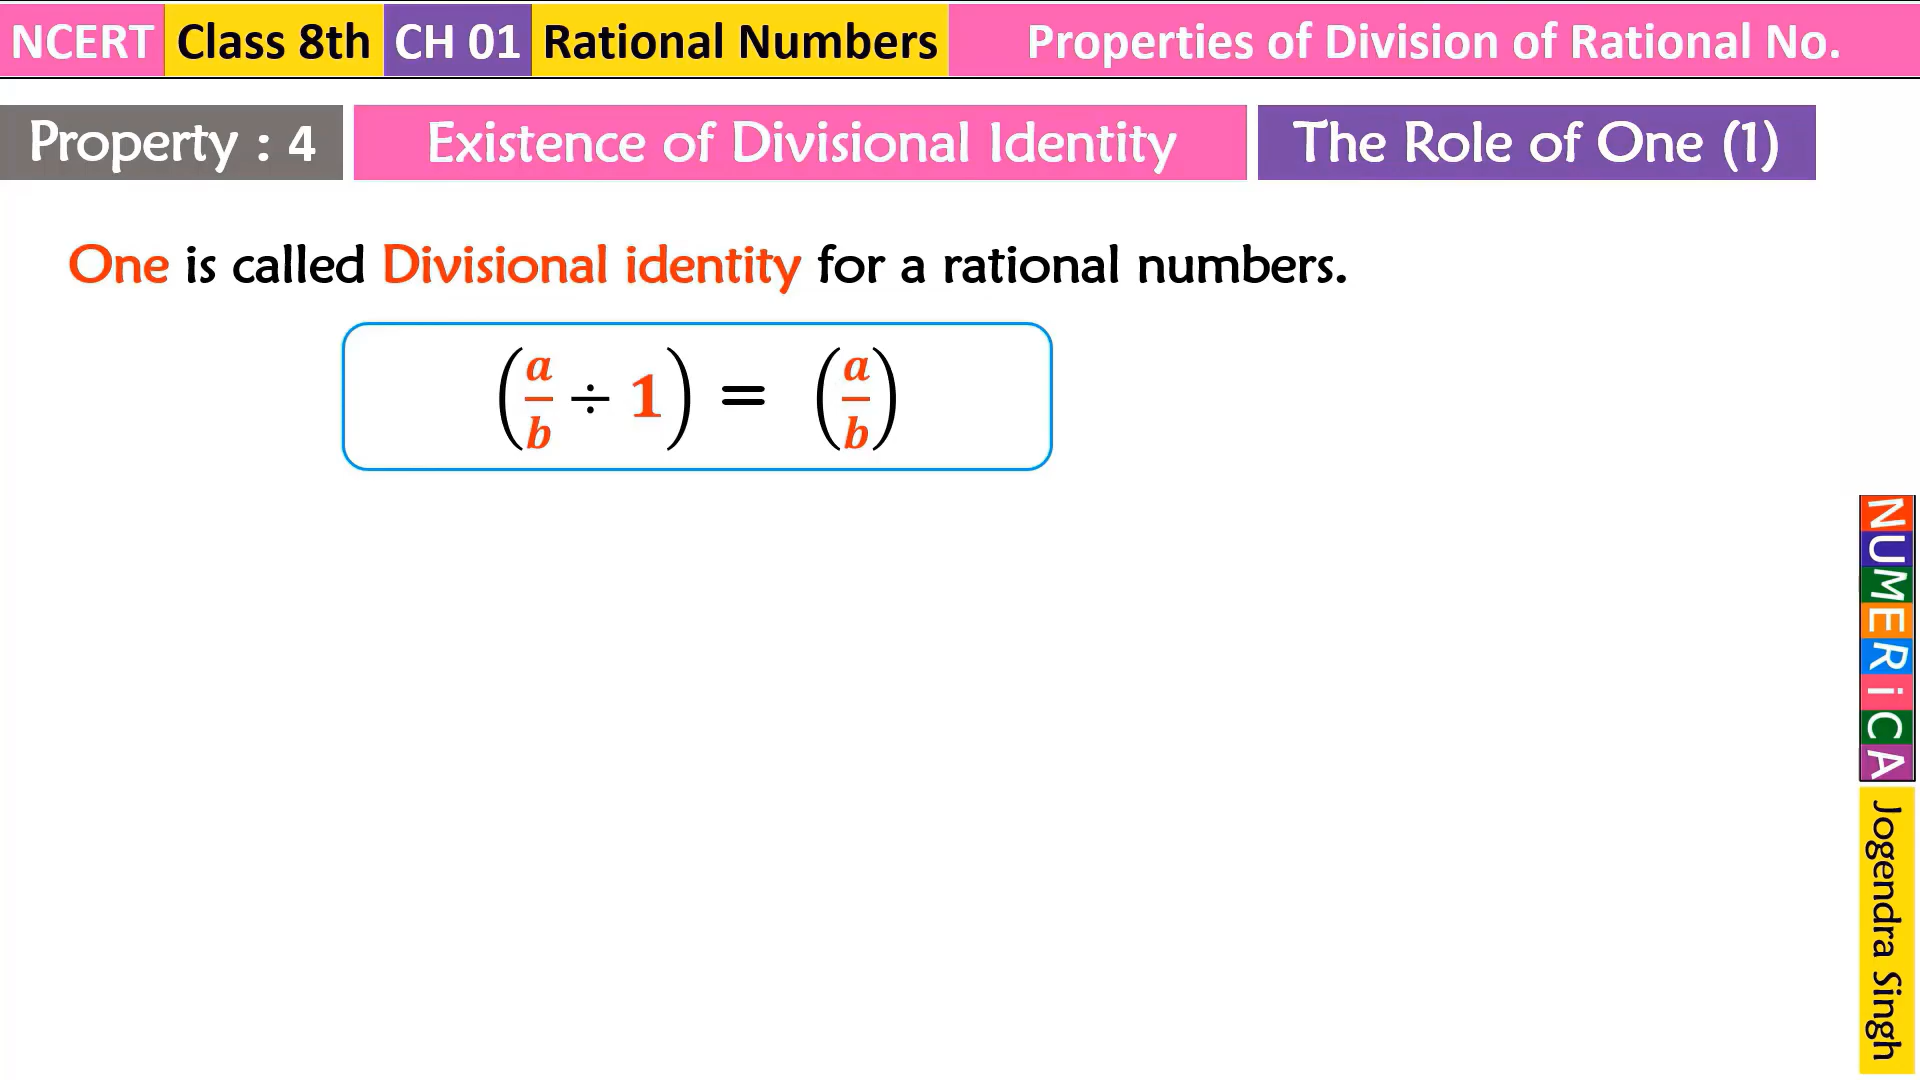 NCERT Class 8th CH 01 Rational Numbers Properties of Division of Rational No.
Property : 4 Existence of Divisional Identity The Role of One (1)
One is called Divisional identity for a rational numbers.
(a/b ÷ 1) = (a/b)
NUMERiCA
Jogendra Singh